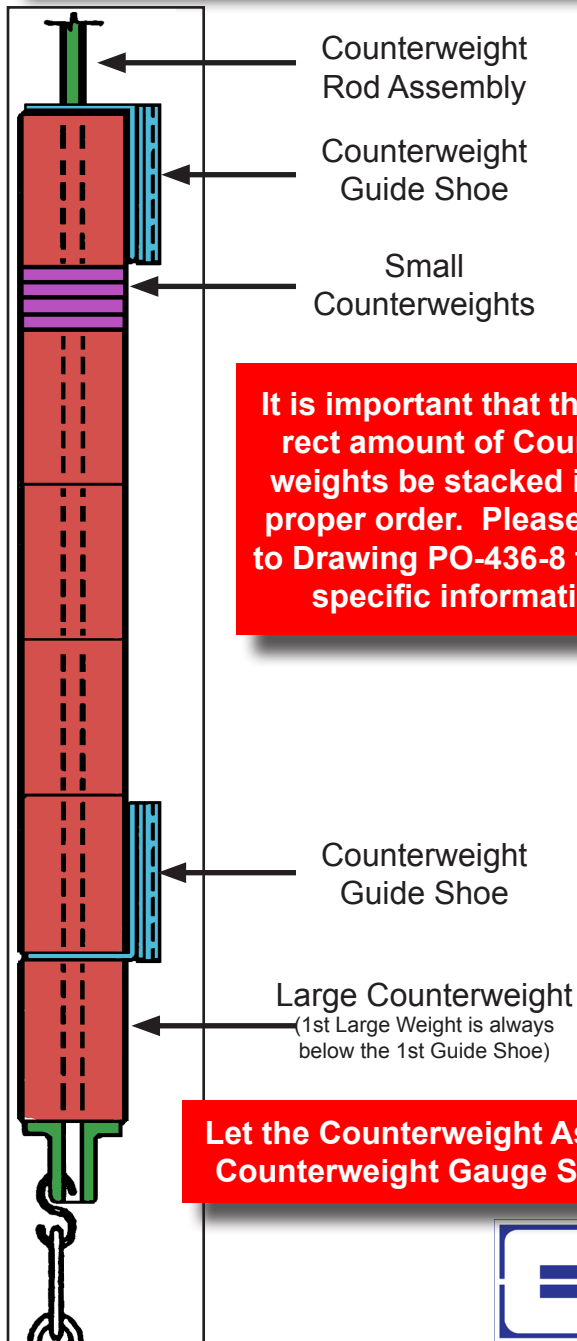 Counterweight
Rod Assembly
Counterweight
Guide Shoe
Small
Counterweights
It is important that th
rect amount of Cou
weights be stacked i
proper order.  Please
to Drawing PO-436-8
specific informati
Counterweight
Guide Shoe
Large Counterweight
(1st Large Weight is always
below the 1st Guide Shoe)
Let the Counterweight As
Counterweight Gauge S